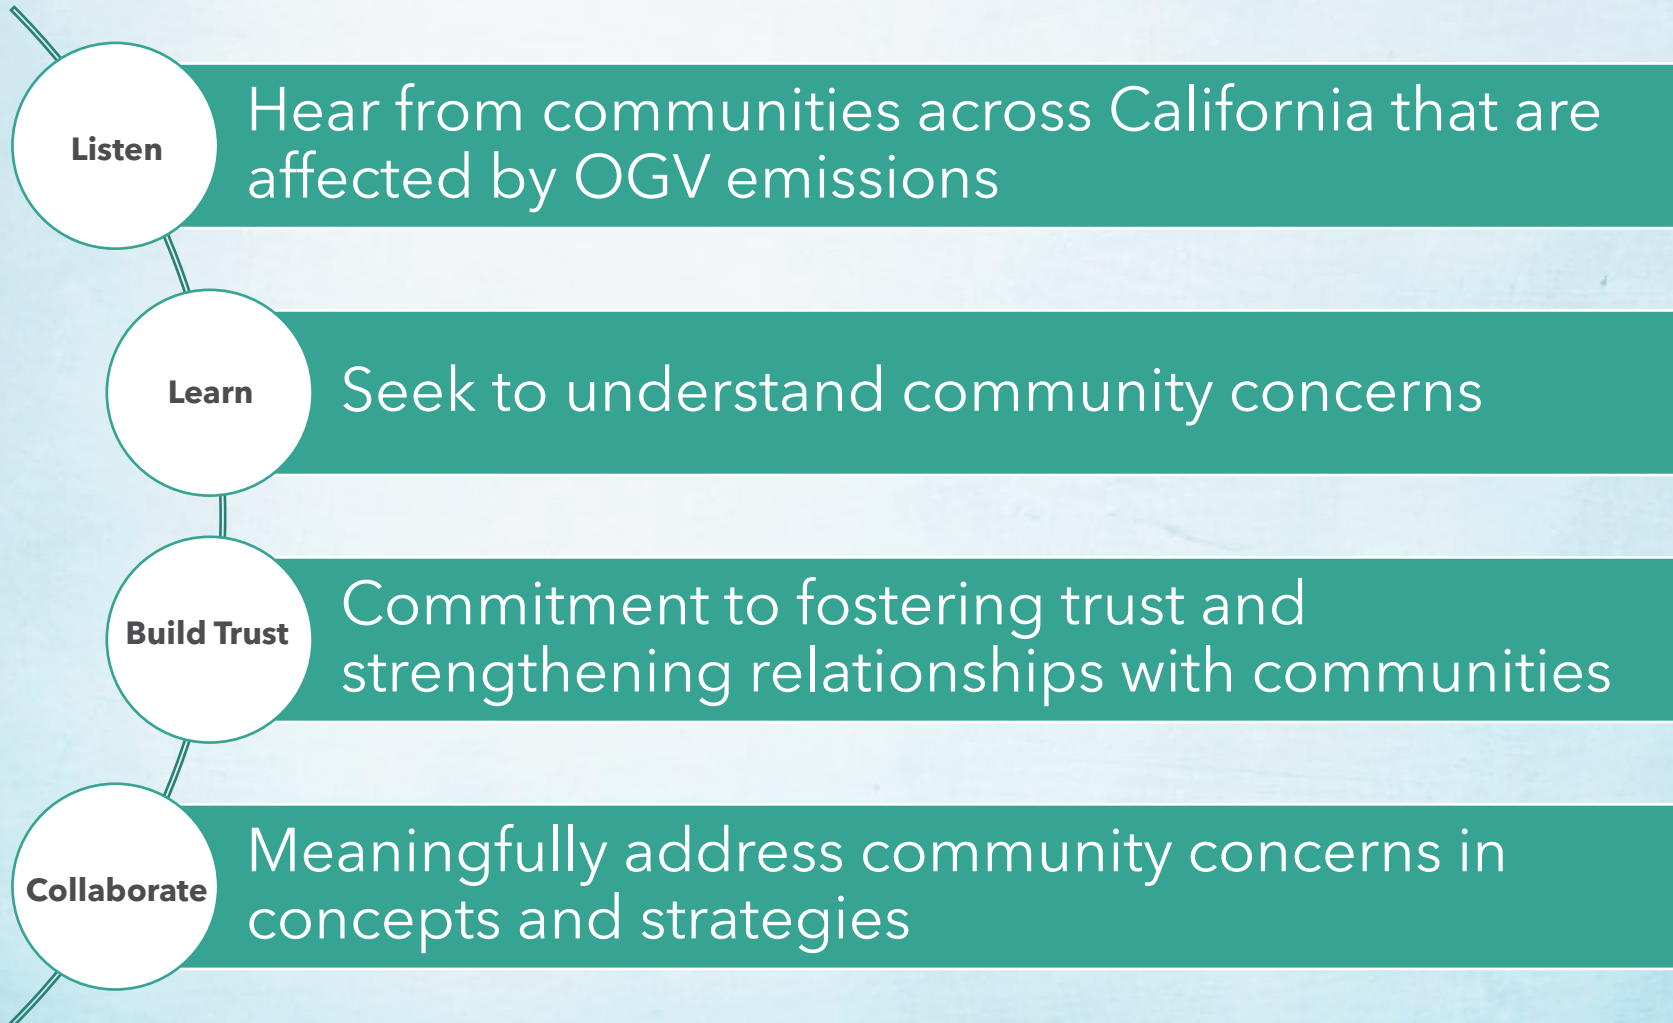 Listen
Hear from communities across California that are
affected by OGV emissions
Learn
Seek to understand community concerns
Build Trust
Commitment to fostering trust and
strengthening relationships with communities
Collaborate
Meaningfully address community concerns in
concepts and strategies